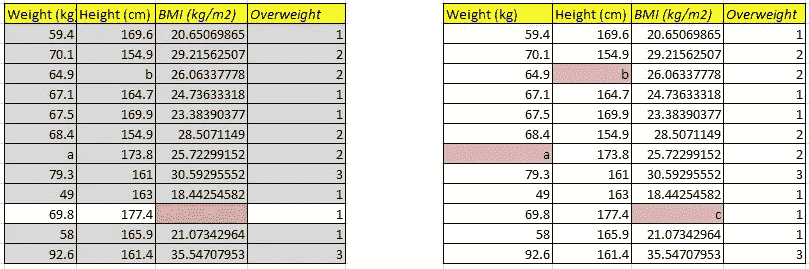 Weight (kg Height (cm) BMI (kg/m2) Overweight Weight (kg) Height (cm) BMI (kg/m2) Overweight
59.4 169.6 20.65069865 1 59.4 169.6 20.65069865 1
70.1 154.9 29.21562507 2 70.1 154.9 29.21562507 2
64.9 b 26.06337778 2 64.9 b 26.06337778 2
67.1 164.7 24.73633318 1 67.1 164.7 24.73633318 1
67.5 169.9 23.38390377 1 67.5 169.9 23.38390377 1
68.4 154.9 28.5071149 2 68.4 154.9 28.5071149 2
a 173.8 25.72299152 2 a 173.8 25.72299152 2
79.3 161 30.59295552 3 79.3 161 30.59295552 3
49 163 18.44254582 1 49 163 18.44254582 1
69.8 177.4 1 69.8 177.4 c 1
58 165.9 21.07342964 1 58 165.9 21.07342964 1
92.6 161.4 35.54707953 3 92.6 161.4 35.54707953 3